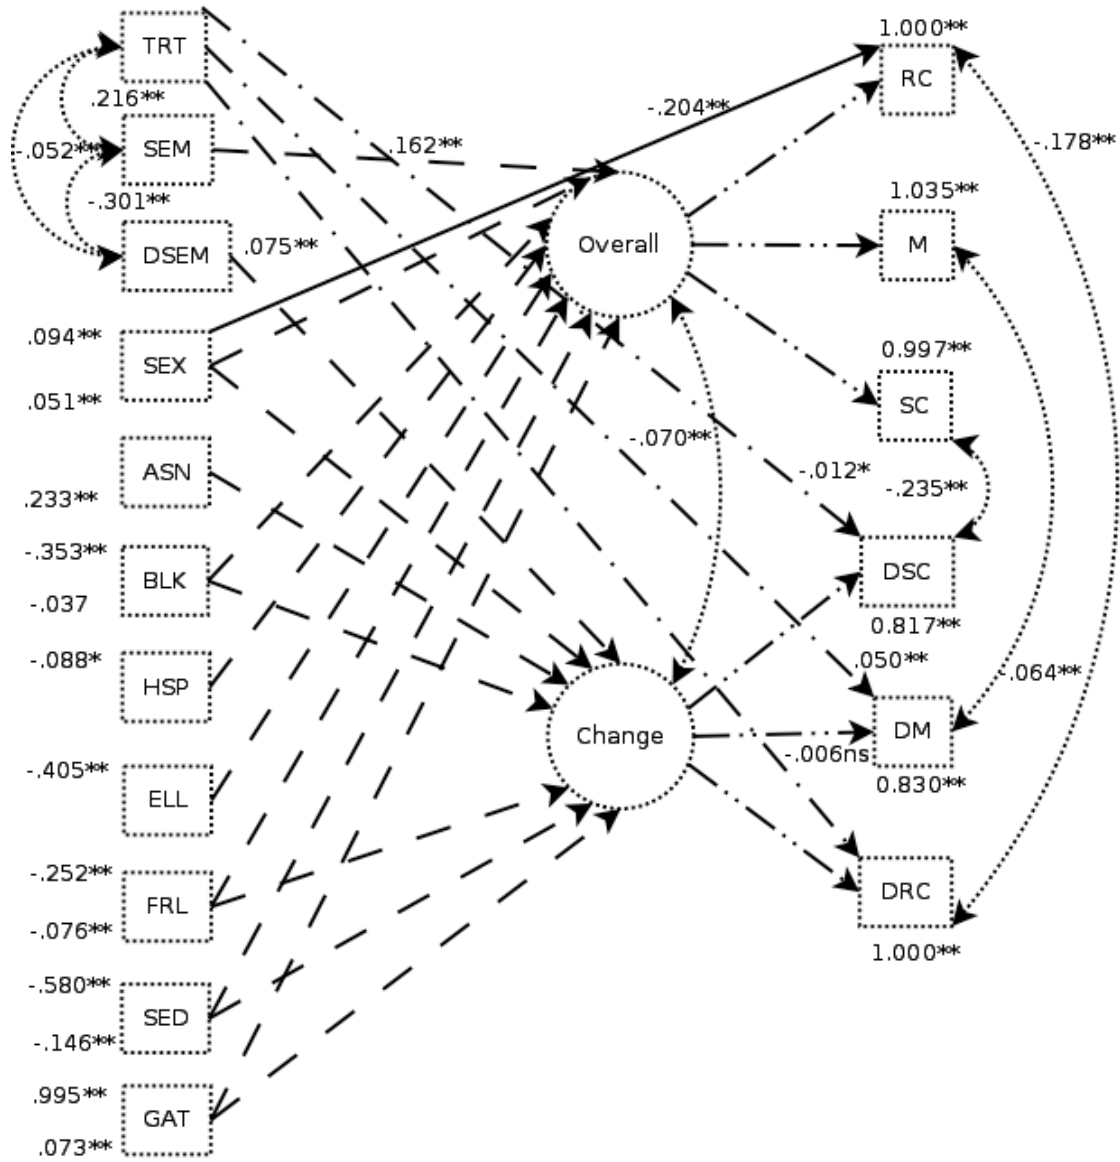 1.000**
TRT
RC
.216**
-.204**
.162**
-.178**
-.052**
SEM
1.035**
-.301**
.075**
DSEM
Overall
M
.094**
SEX
0.997**
.051**
SC
-.070**
ASN
-.012*
-.235**
.233**
-.353**
BLK
DSC
-.037
0.817**
-.088*
HSP
.050**
-.064**
Change
DM
-.006ns
-.405**
0.830**
ELL
-.252**
FRL
DRC
-.076**
1.000**
-.580**
SED
-.146**
.995**
GAT
.073**